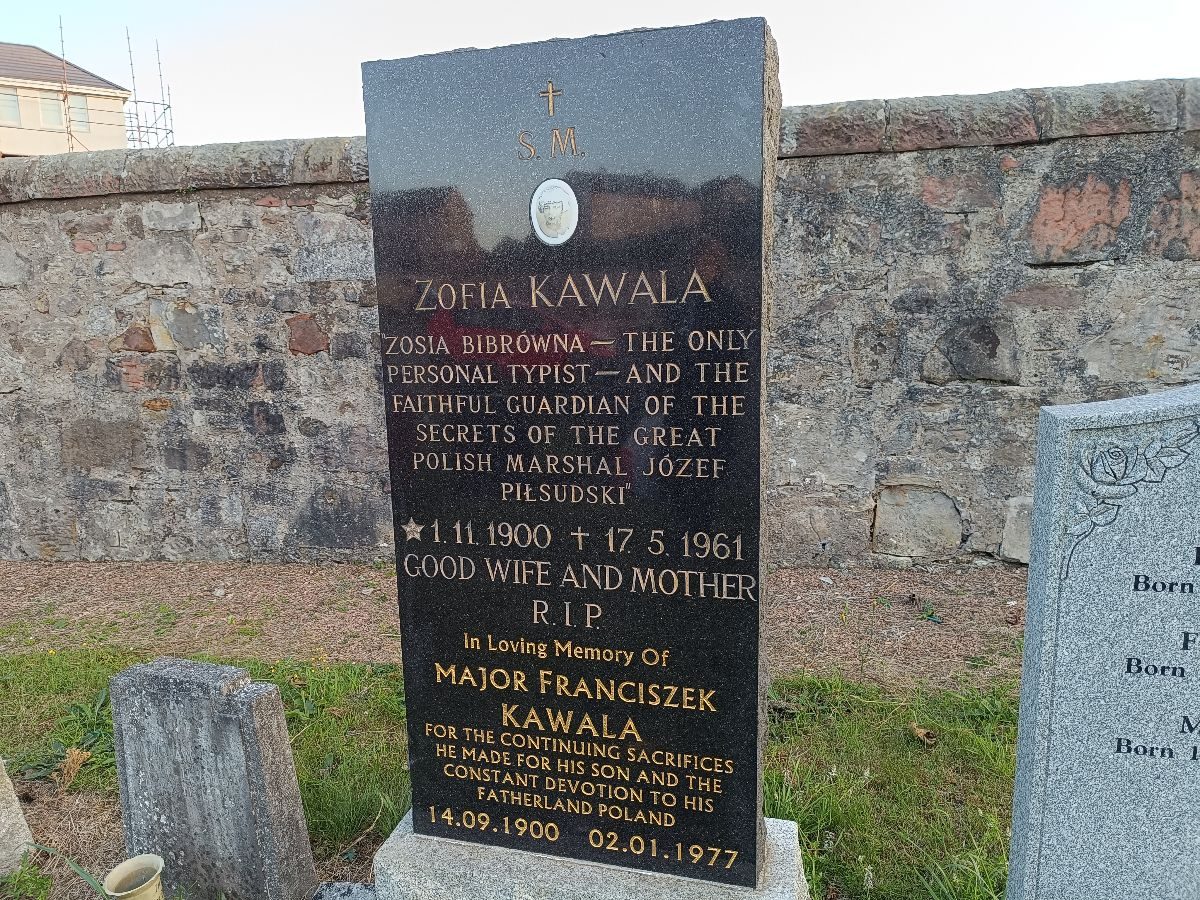 S. M.
ZOFIA KAWALA
ZOSIA BIBRÓWNA — THE ONLY
PERSONAL TYPIST — AND THE
FAITHFUL GUARDIAN OF THE
SECRETS OF THE GREAT
POLISH MARSHAL JÓZEF
PIŁSUDSKI"
1. 11. 1900 + 17. 5. 1961
GOOD WIFE AND MOTHER
R. I. P.
In Loving Memory Of
MAJOR FRANCISZEK
KAWALA
FOR THE CONTINUING SACRIFICES
HE MADE FOR HIS SON AND THE
CONSTANT DEVOTION TO HIS
FATHERLAND POLAND
14.09.1900 02.01.1977
Born
Born
Born